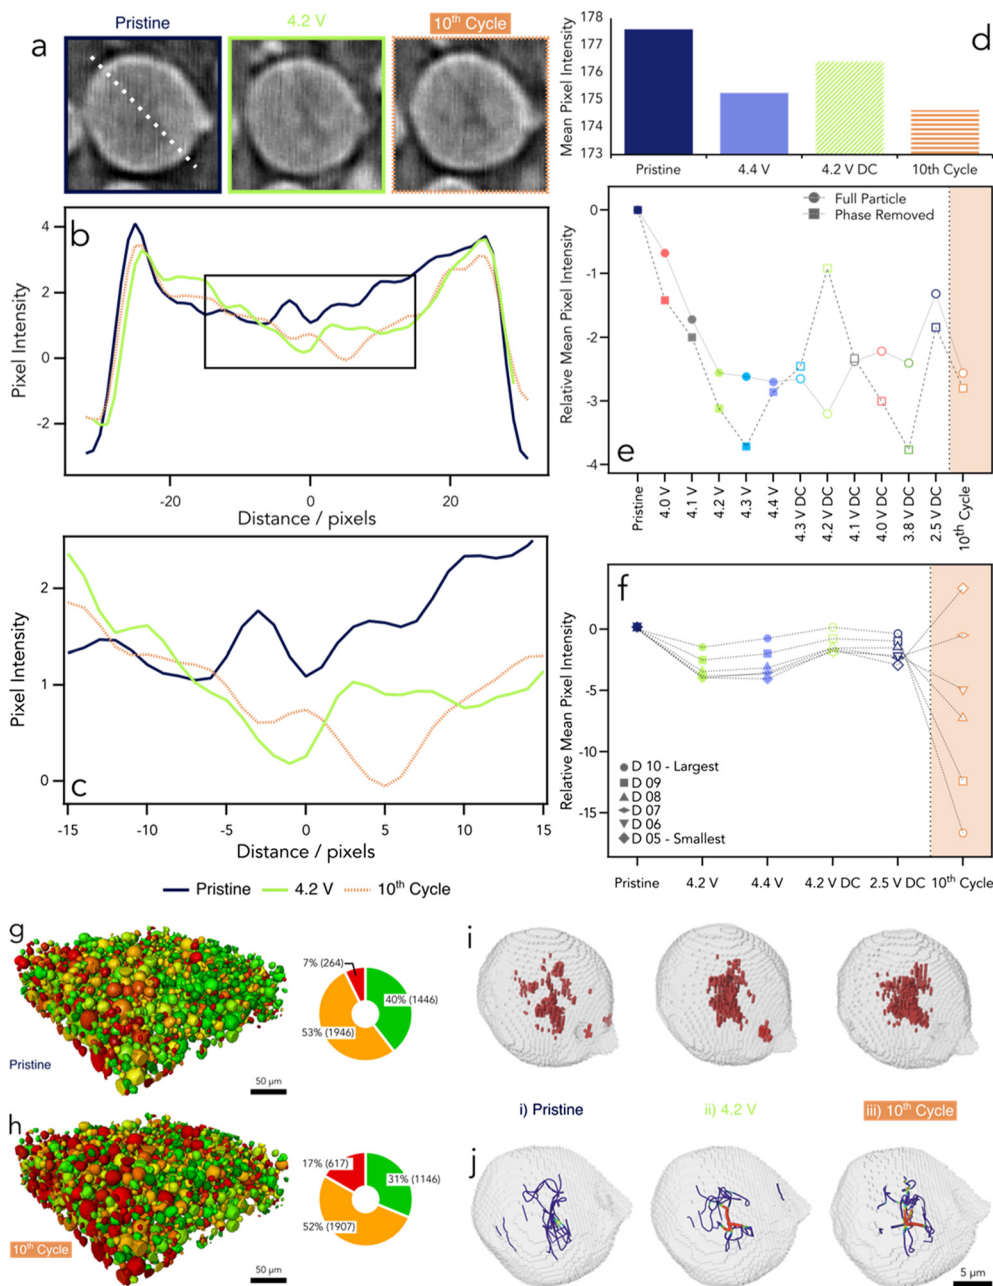 Pristine
4.2 V
10th Cycle
a
b
Pixel Intensity
4
2
0
-2
-20
0
20
Distance / pixels
c
Pixel Intensity
2
1
0
-15
-10
-5
0
5
10
15
Distance / pixels
Pristine
4.2 V
10th Cycle
d
Mean Pixel Intensity
178
177
176
175
174
173
Pristine
4.4 V
4.2 V DC
10th Cycle
Full Particle
Phase Removed
e
Relative Mean Pixel Intensity
0
-1
-2
-3
-4
Pristine
4.0 V
4.1 V
4.2 V
4.3 V
4.4 V
4.3 V DC
4.2 V DC
4.1 V DC
4.0 V DC
3.8 V DC
2.5 V DC
10th Cycle
f
Relative Mean Pixel Intensity
0
-5
-10
-15
D 10 - Largest
D 09
D 08
D 07
D 06
D 05 - Smallest
Pristine
4.2 V
4.4 V
4.2 V DC
2.5 V DC
10th Cycle
g
Pristine
50 µm
7% (264)
40% (1446)
53% (1946)
h
10th Cycle
50 µm
17% (617)
31% (1146)
52% (1907)
i
i) Pristine
ii) 4.2 V
iii) 10th Cycle
j
5 µm